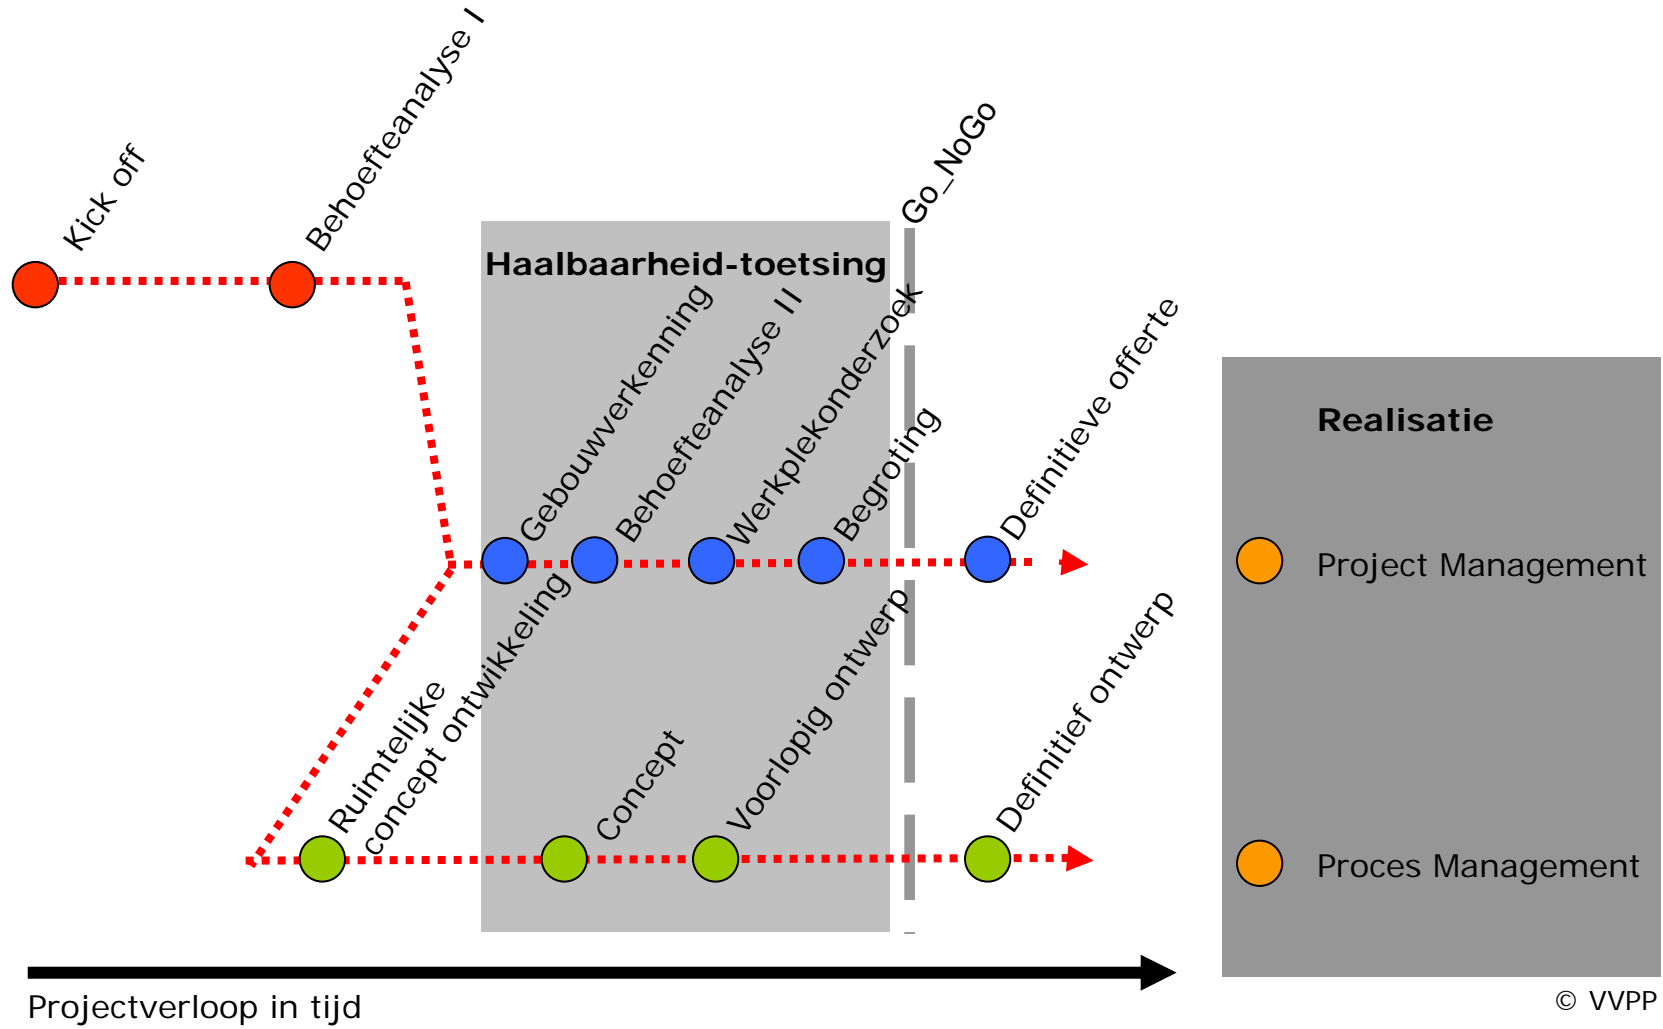 Kick off
Behoefteanalyse I
Go_NoGo
Haalbaarheid-toetsing
Gebouwverkenning
Behoefteanalyse II
Werkplekonderzoek
Begroting
Definitieve offerte
Realisatie
Project Management
Ruimtelijke
concept ontwikkeling
Concept
Voorlopig ontwerp
Definitief ontwerp
Proces Management
Projectverloop in tijd
© VVPP